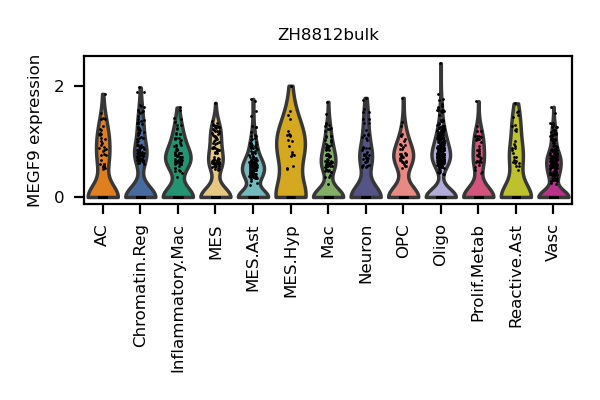 ZH8812bulk
MEGF9 expression
2
0
AC
Chromatin.Reg
Inflammatory.Mac
MES
MES.Ast
MES.Hyp
Mac
Neuron
OPC
Oligo
Prolif.Metab
Reactive.Ast
Vasc